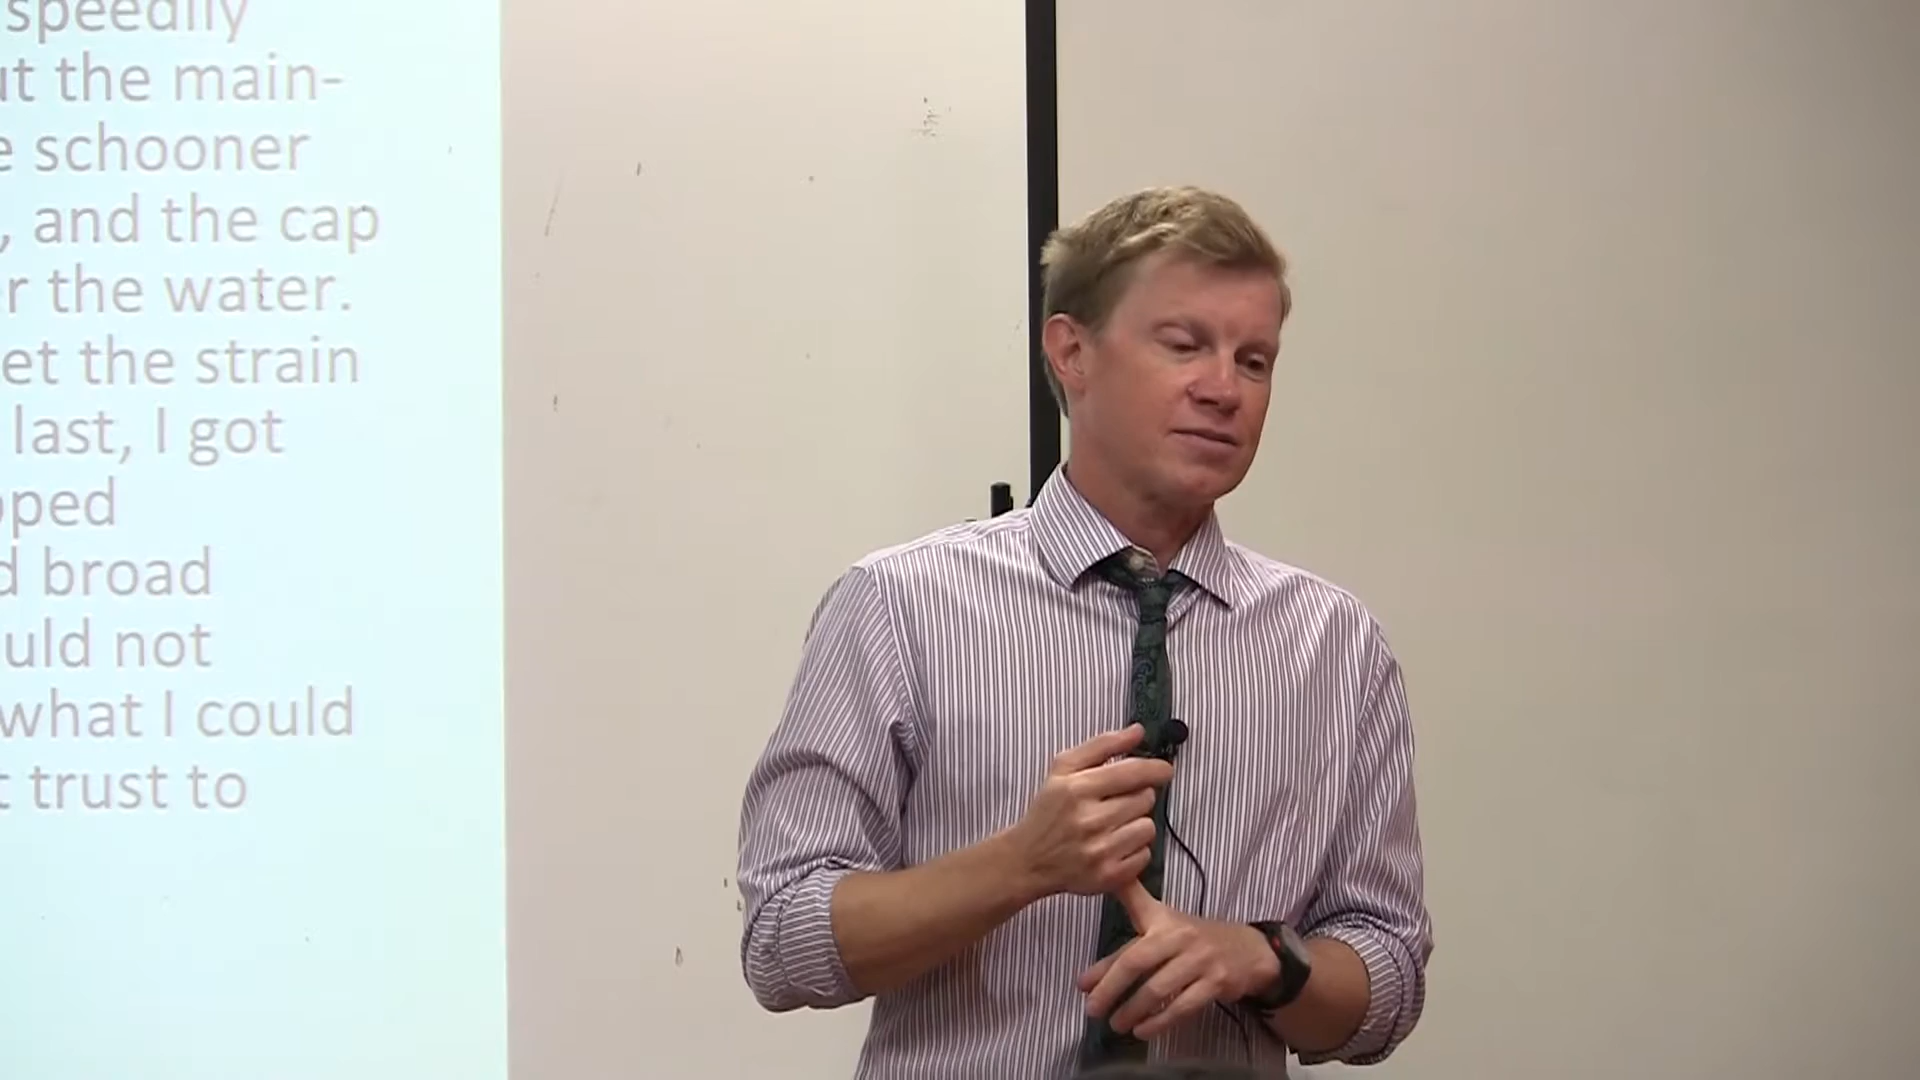 speedily
ut the main-
e schooner
, and the cap
r the water.
et the strain
last, I got
pped
d broad
uld not
what I could
t trust to